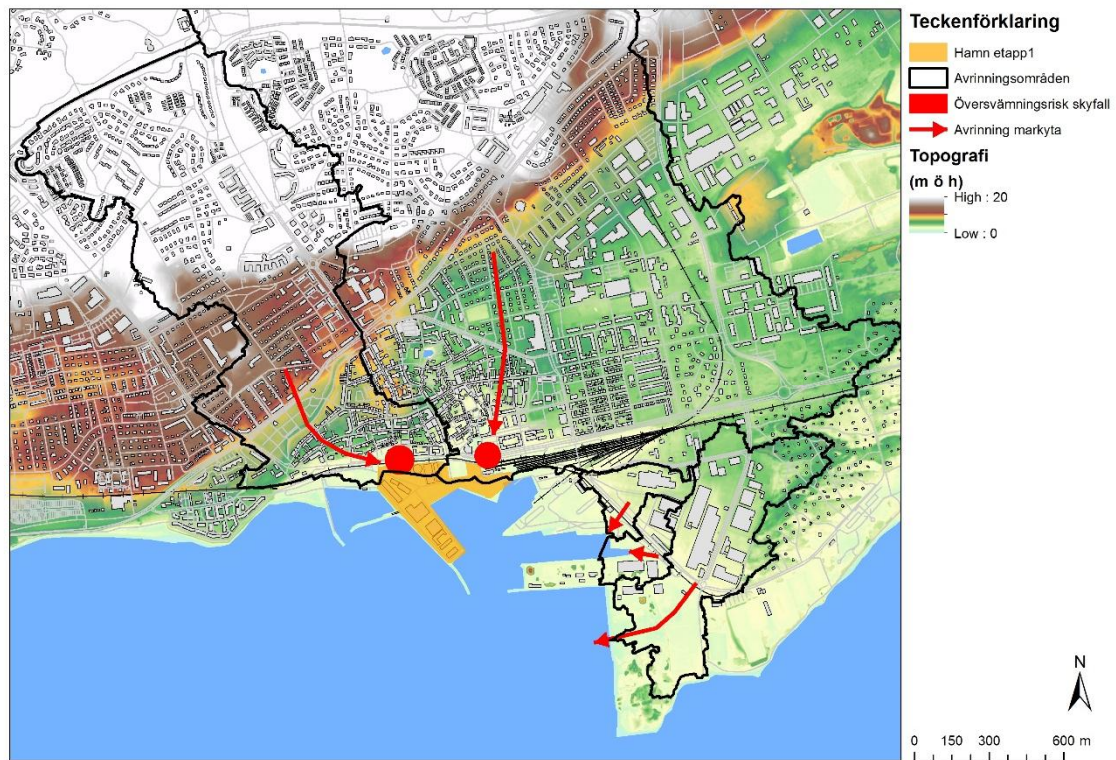 Teckenförklaring
Hamn etapp1
Avrinningsområden
Översvämningsrisk skyfall
Avrinning markyta
Topografi
(m ö h)
High : 20
Low : 0
N
0 150 300 600 m